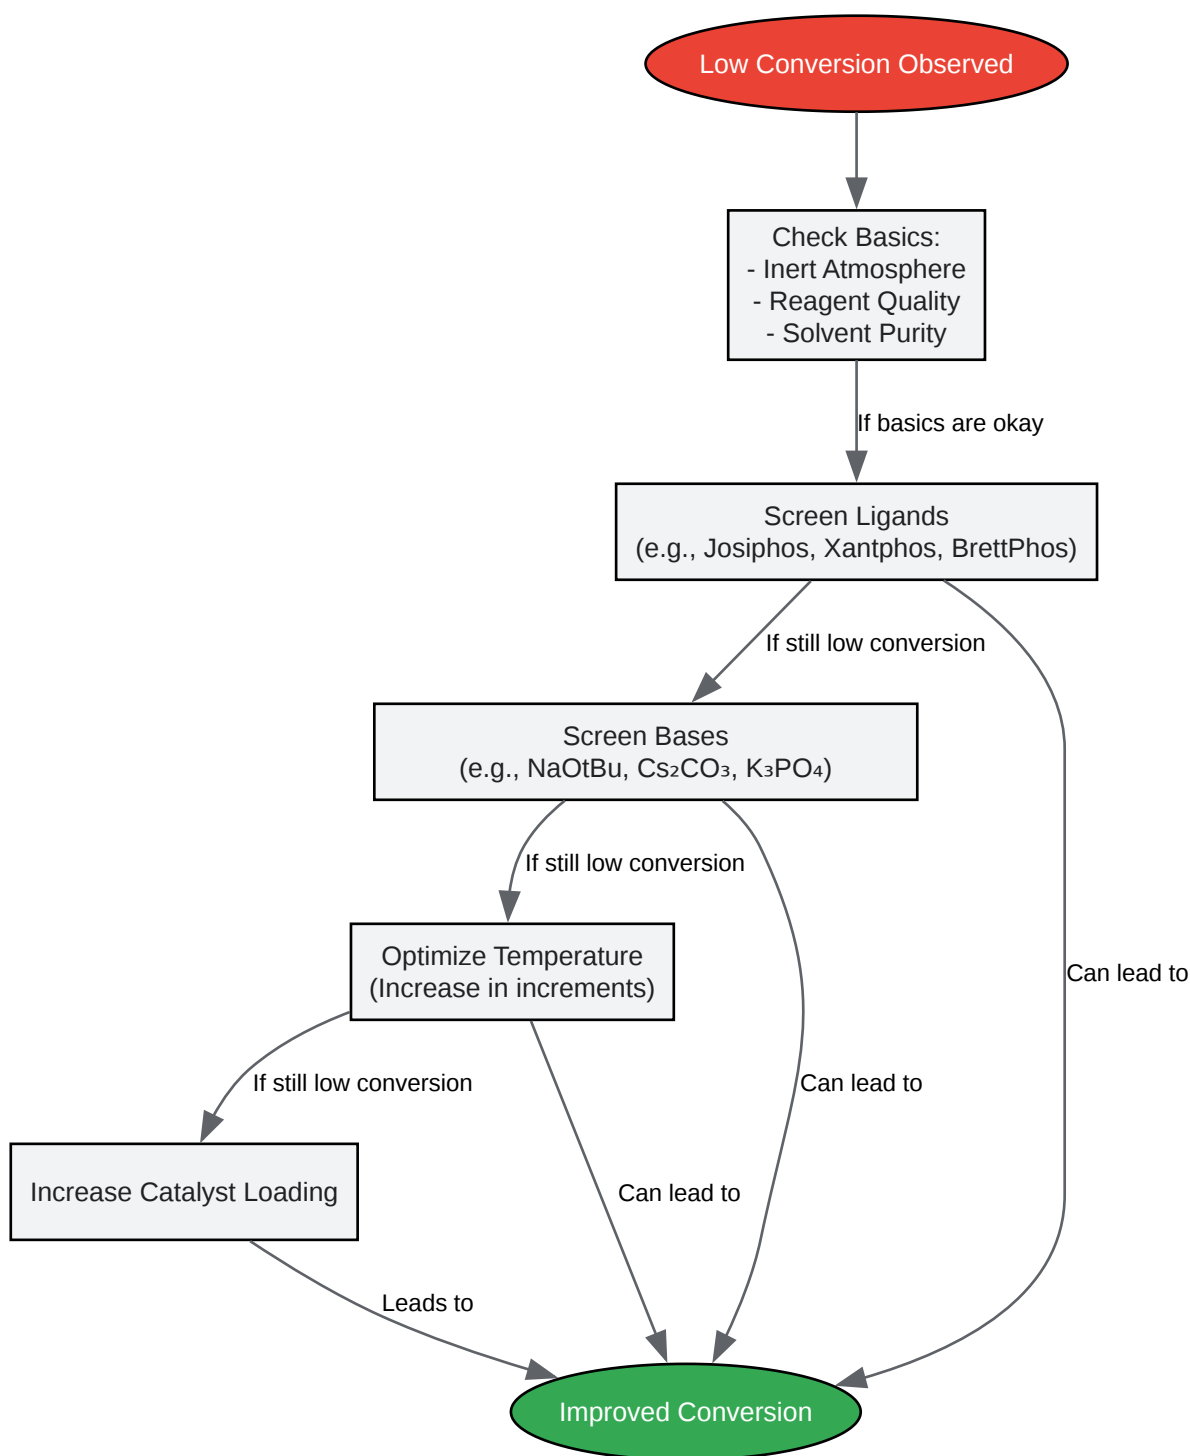 Low Conversion Observed
Check Basics:
- Inert Atmosphere
- Reagent Quality
- Solvent Purity
If basics are okay
Screen Ligands
(e.g., Josiphos, Xantphos, BrettPhos)
If still low conversion
Screen Bases
(e.g., NaOtBu, Cs₂CO₃, K₃PO₄)
If still low conversion
Optimize Temperature
(Increase in increments)
Can lead to
If still low conversion
Can lead to
Increase Catalyst Loading
Can lead to
Leads to
Improved Conversion